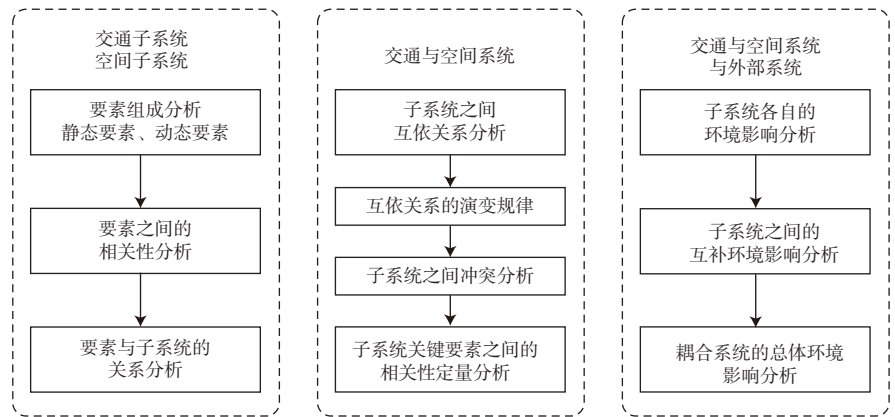 交通子系统
空间子系统
要素组成分析
静态要素、动态要素
要素之间的
相关性分析
要素与子系统的
关系分析
交通与空间系统
子系统之间
互依关系分析
互依关系的演变规律
子系统之间冲突分析
子系统关键要素之间的
相关性定量分析
交通与空间系统
与外部系统
子系统各自的
环境影响分析
子系统之间的
互补环境影响分析
耦合系统的总体环境
影响分析